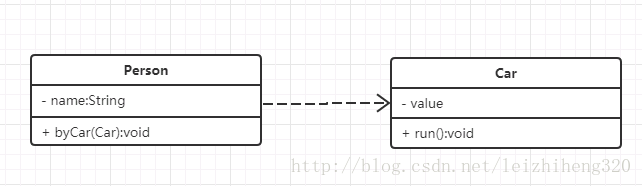 Person
- name:String
+ byCar(Car):void
Car
- value
+ run():void
http://blog.csdn.net/leizhiheng320